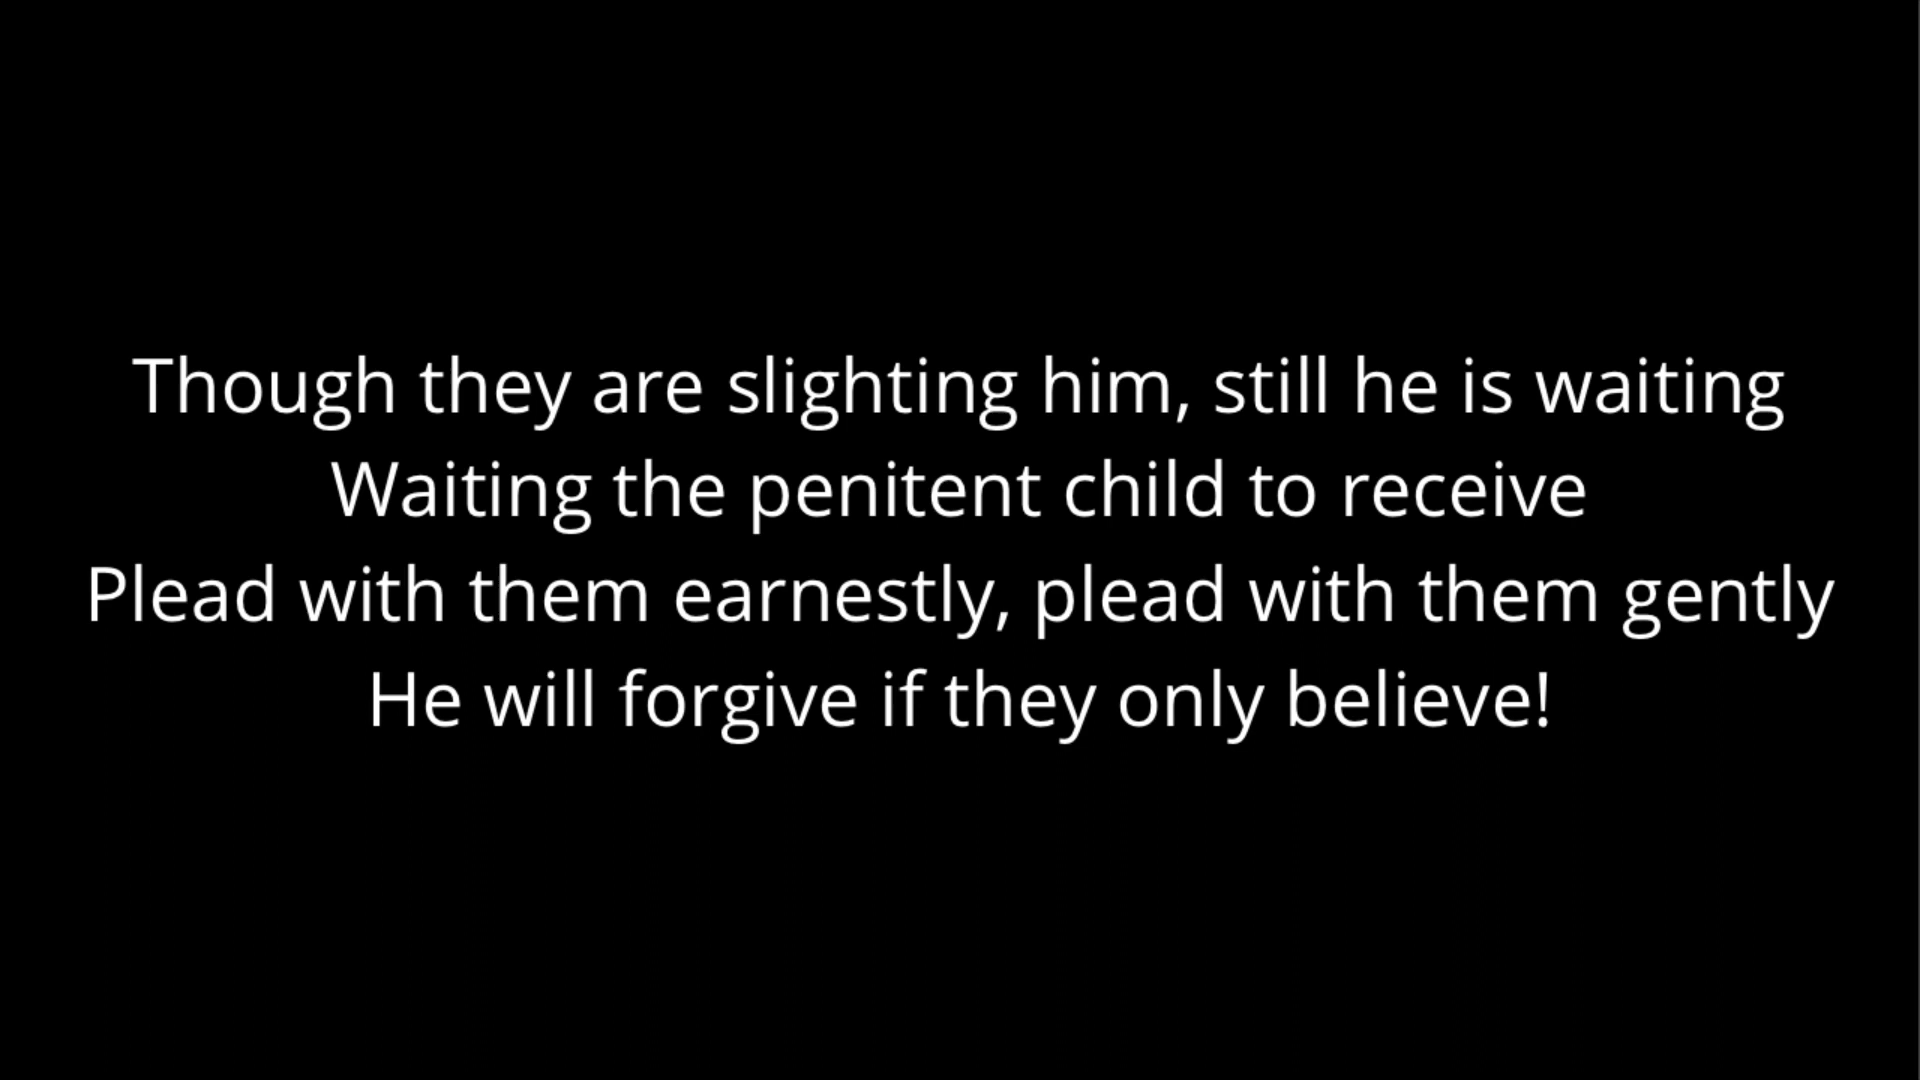 Though they are slighting him, still he is waiting
Waiting the penitent child to receive
Plead with them earnestly, plead with them gently
He will forgive if they only believe!